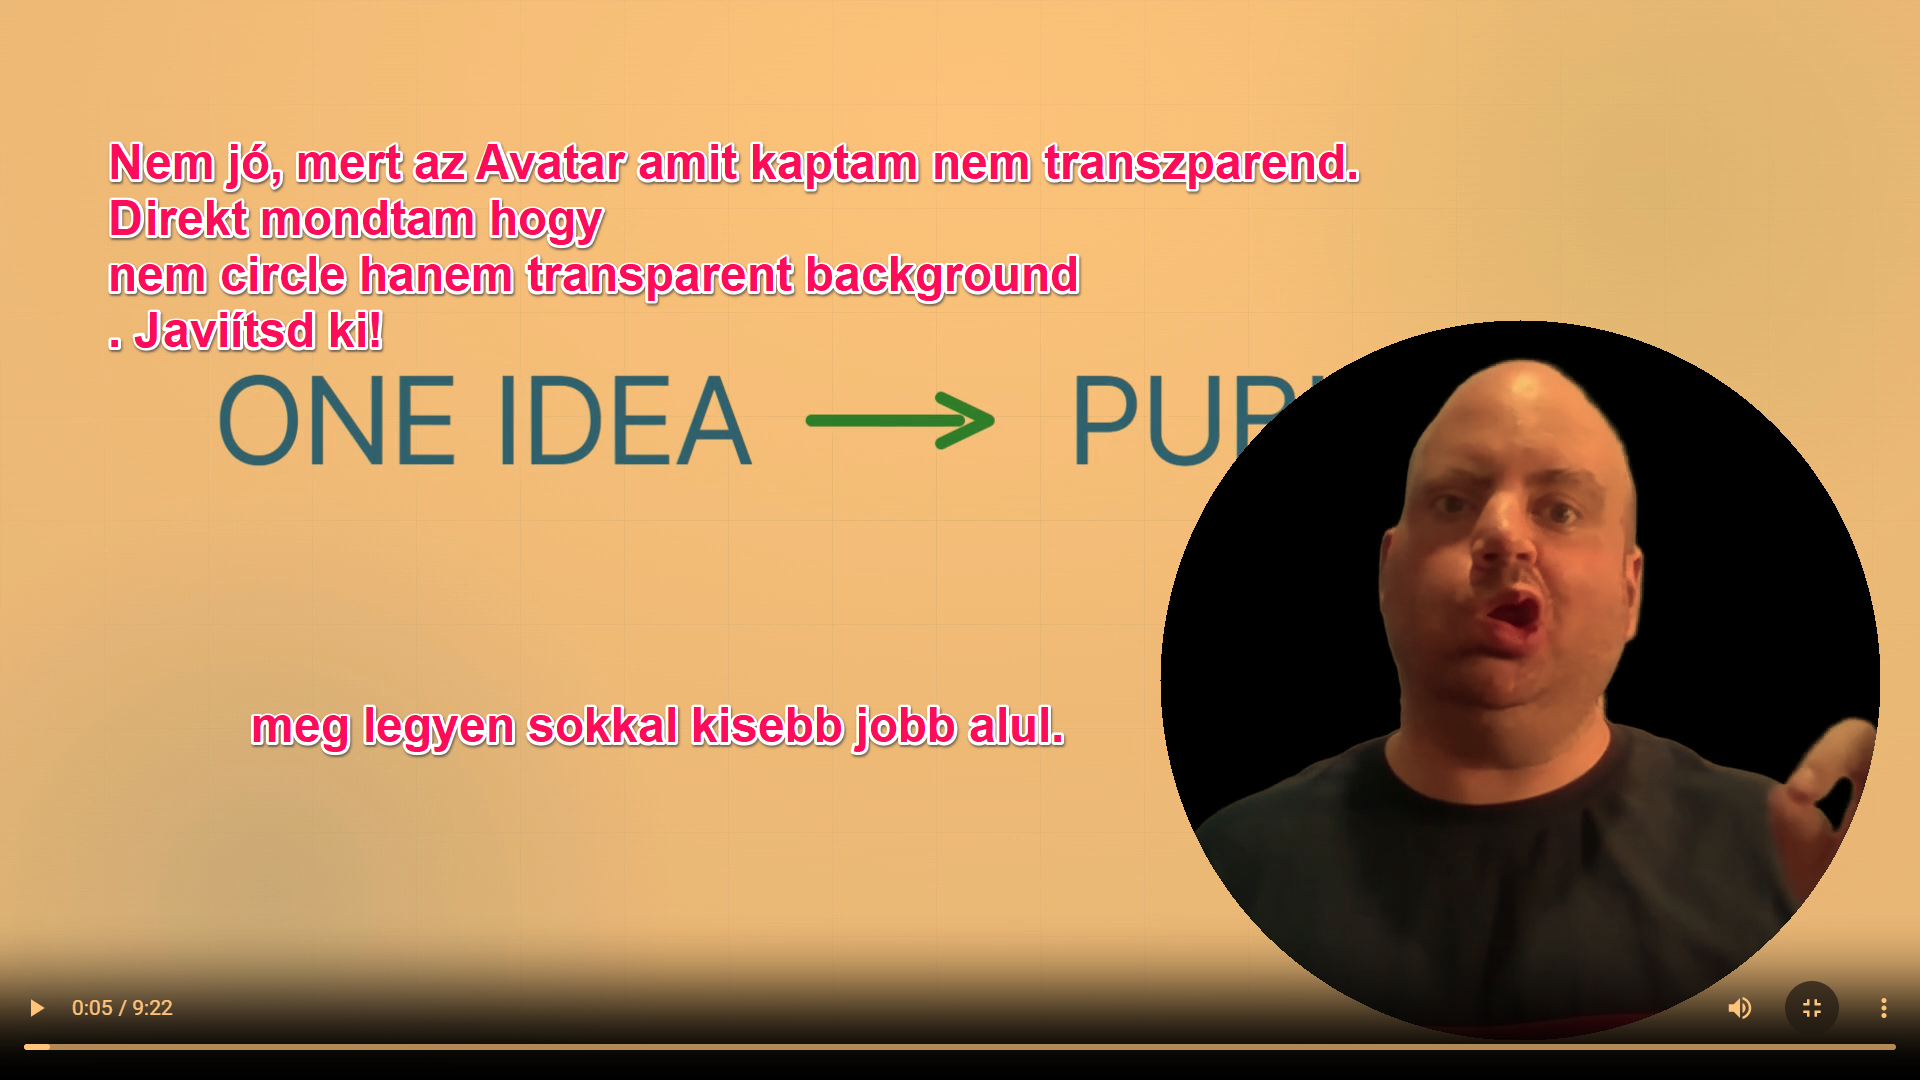 Nem jó, mert az Avatar amit kaptam nem transzparend.
Direkt mondtam hogy
nem circle hanem transparent background
. Javiítsd ki!
ONE IDEA → PUB
meg legyen sokkal kisebb jobb alul.
0:05 / 9:22